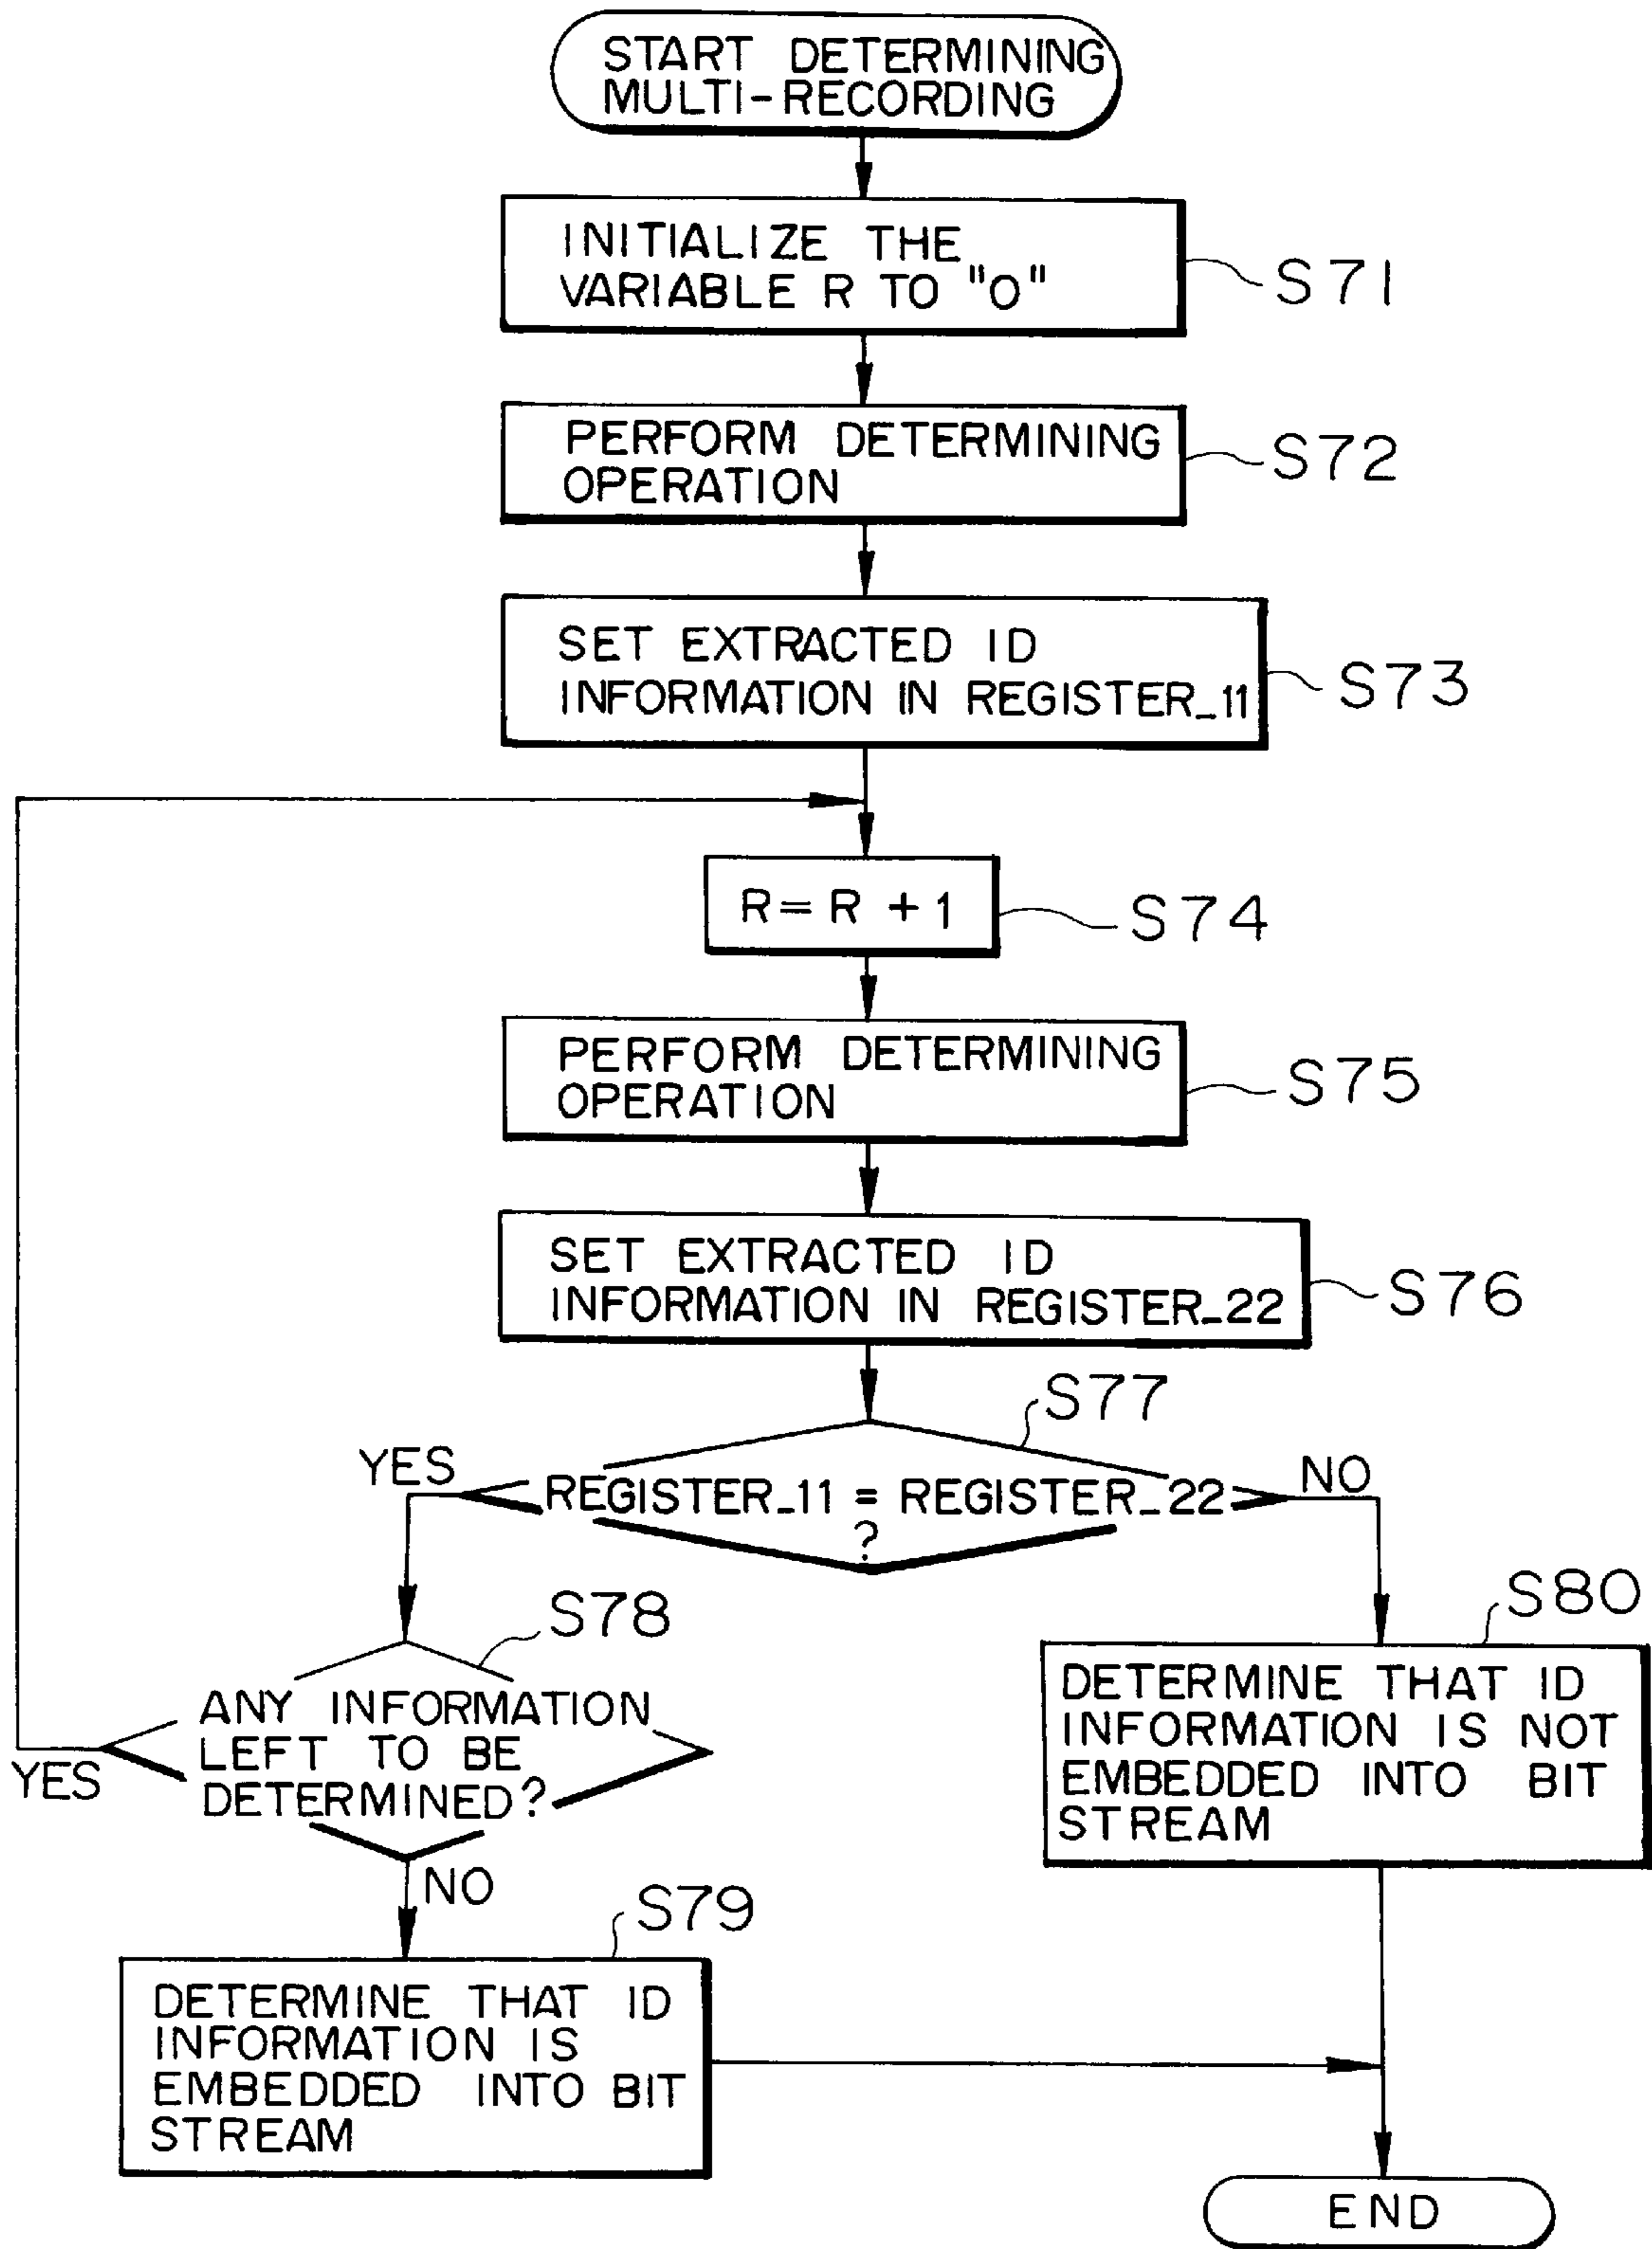 START DETERMINING
MULTI-RECORDING
INITIALIZE THE
VARIABLE R TO "0"
S71
PERFORM DETERMINING
OPERATION
S72
SET EXTRACTED ID
INFORMATION IN REGISTER_11
S73
R = R + 1
S74
PERFORM DETERMINING
OPERATION
S75
SET EXTRACTED ID
INFORMATION IN REGISTER_22
S76
S77
YES
REGISTER_11 = REGISTER_22
?
NO
S78
ANY INFORMATION
LEFT TO BE
DETERMINED?
YES
NO
S80
DETERMINE THAT ID
INFORMATION IS NOT
EMBEDDED INTO BIT
STREAM
S79
DETERMINE THAT ID
INFORMATION IS
EMBEDDED INTO BIT
STREAM
END